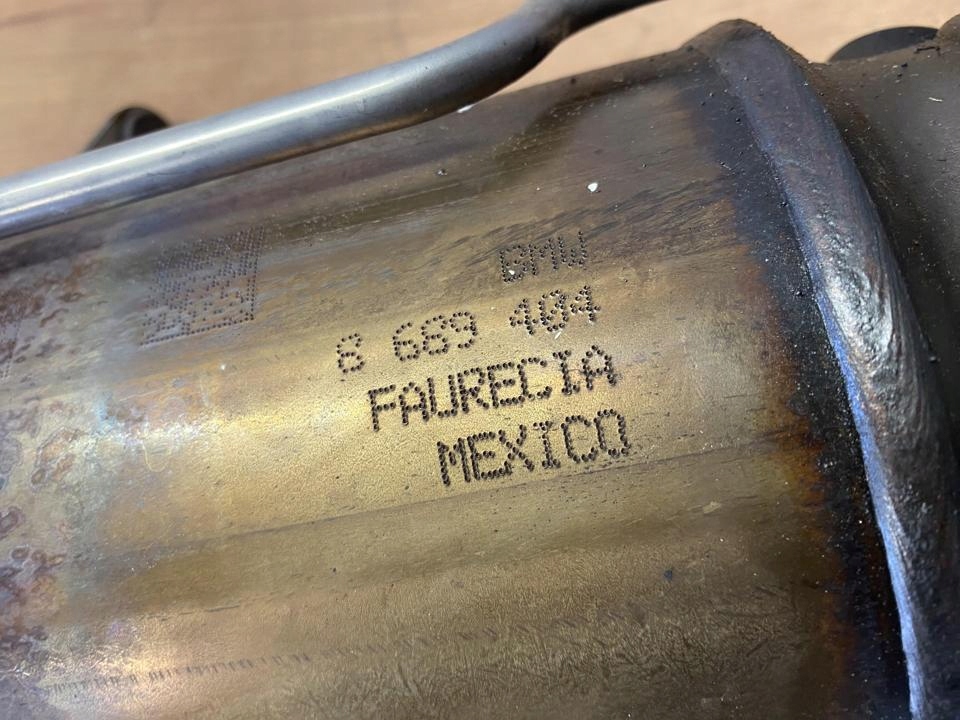 BMW
8 689 404
FAURECIA
MEXICO